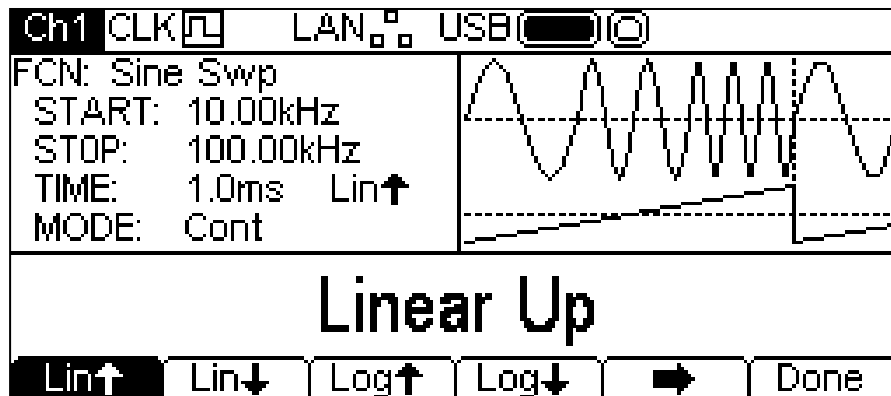 Ch1 CLK LAN USB
FCN: Sine Swp
START: 10.00kHz
STOP: 100.00kHz
TIME: 1.0ms Lin↑
MODE: Cont
Linear Up
Lin↑ Lin↓ Log↑ Log↓ → Done